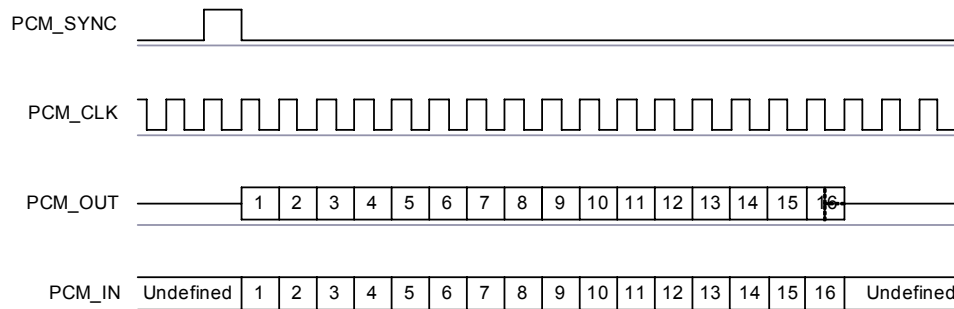 PCM_SYNC
PCM_CLK
PCM_OUT 1 2 3 4 5 6 7 8 9 10 11 12 13 14 15 16
PCM_IN Undefined 1 2 3 4 5 6 7 8 9 10 11 12 13 14 15 16 Undefined